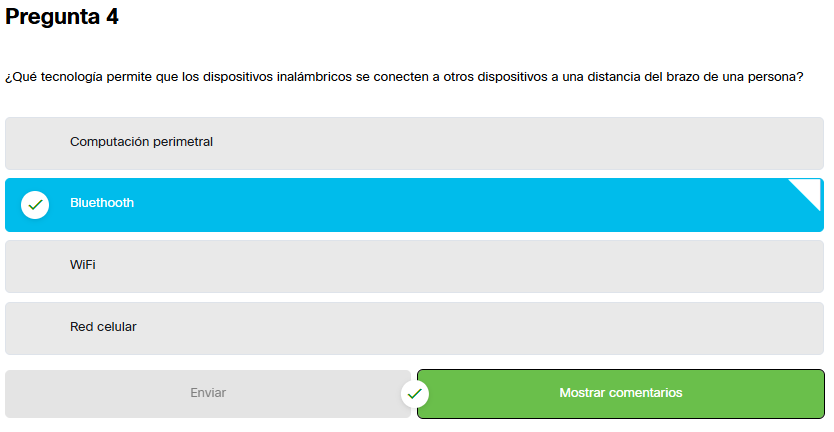 Pregunta 4
¿Qué tecnología permite que los dispositivos inalámbricos se conecten a otros dispositivos a una distancia del brazo de una persona?
Computación perimetral
Bluethooth
WiFi
Red celular
Enviar
Mostrar comentarios